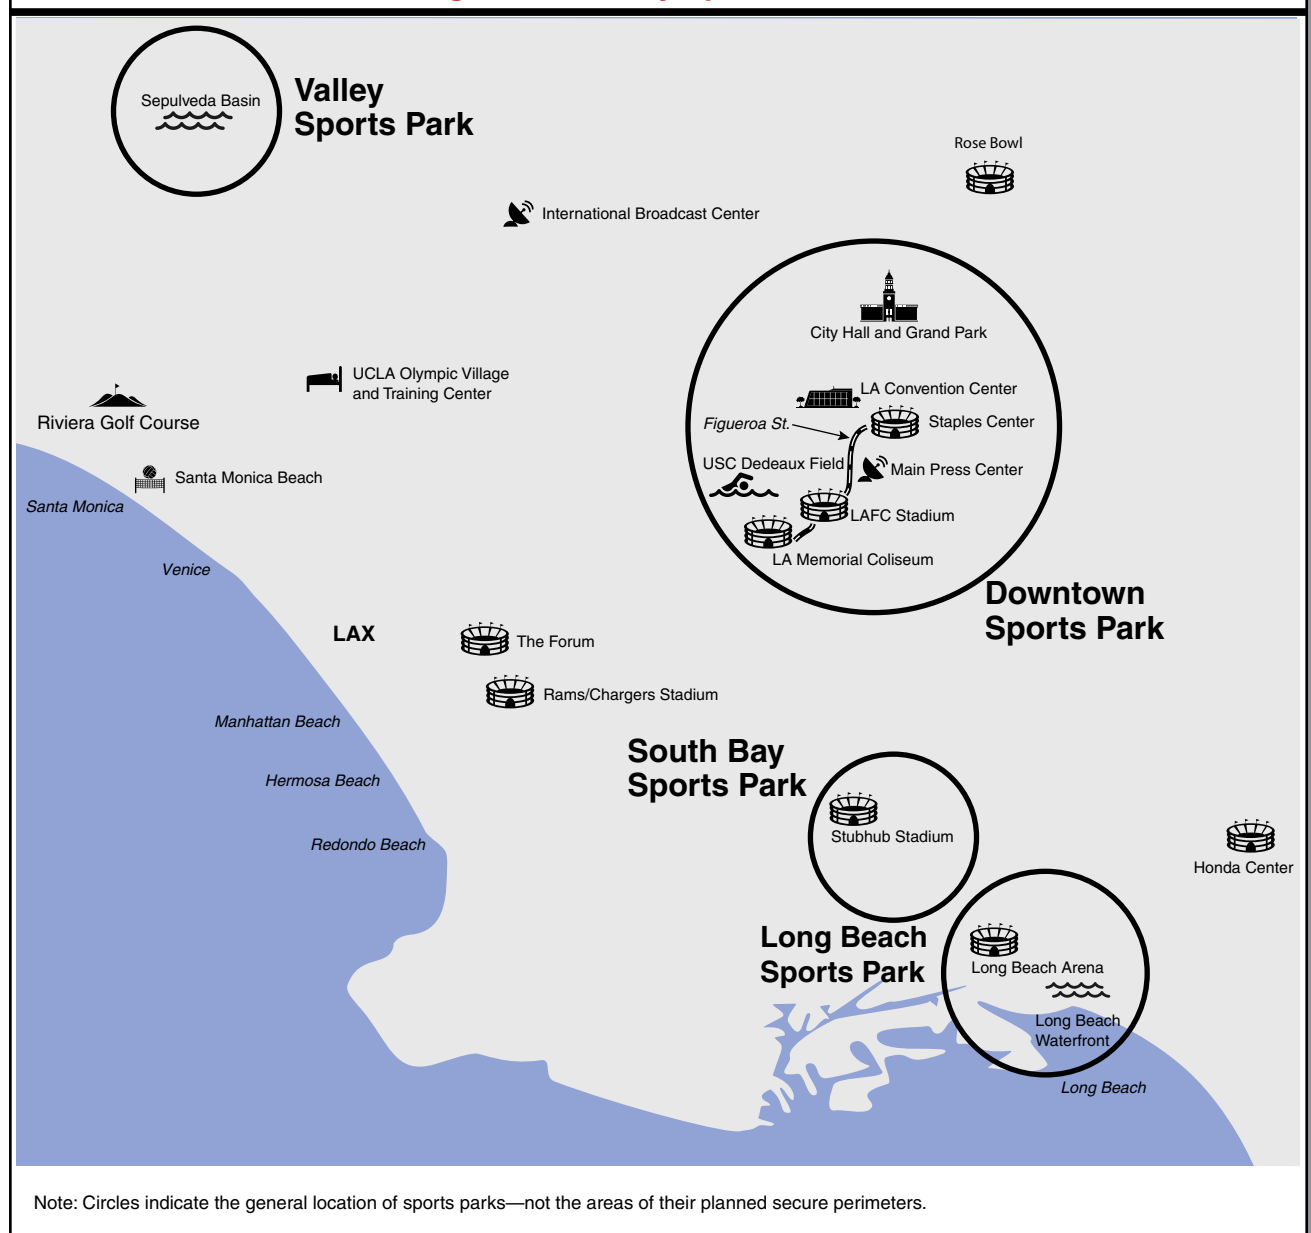 Valley
Sports Park
Sepulveda Basin
Rose Bowl
International Broadcast Center
City Hall and Grand Park
UCLA Olympic Village
and Training Center
LA Convention Center
Riviera Golf Course
Figueroa St.
Staples Center
USC Dedeaux Field
Main Press Center
Santa Monica Beach
Santa Monica
LAFC Stadium
LA Memorial Coliseum
Venice
Downtown
Sports Park
LAX
The Forum
Rams/Chargers Stadium
Manhattan Beach
South Bay
Sports Park
Hermosa Beach
Stubhub Stadium
Redondo Beach
Honda Center
Long Beach
Sports Park
Long Beach Arena
Long Beach
Waterfront
Long Beach
Note: Circles indicate the general location of sports parks—not the areas of their planned secure perimeters.